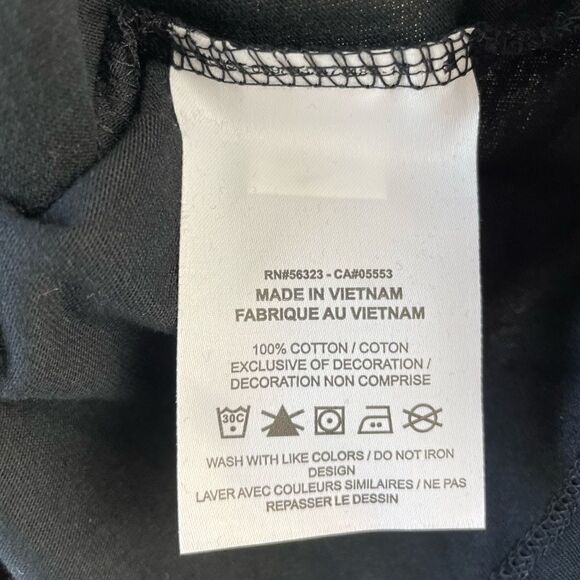 RN#56323 - CA#05553
MADE IN VIETNAM
FABRIQUE AU VIETNAM
100% COTTON / COTON
EXCLUSIVE OF DECORATION /
DECORATION NON COMPRISE
30C
WASH WITH LIKE COLORS / DO NOT IRON
DESIGN
LAVER AVEC COULEURS SIMILAIRES / NE PAS
REPASSER LE DESSIN